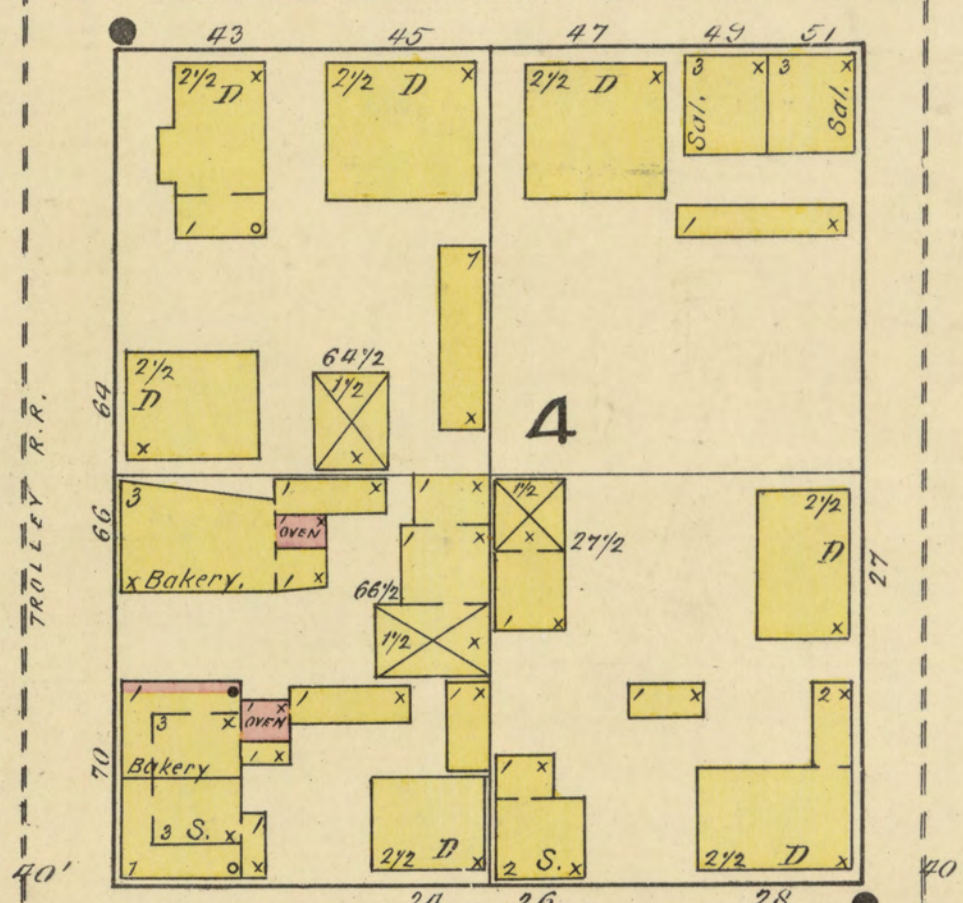 43 45 47 49 51
2½ D x 2½ D x 2½ D x 3 x 3 x
Sal. Sal.
1 o
1 x
1 x
64½
2½ D x
1½ x
64
4
TROLLEY R.R.
66
3 x Bakery.
1 x
1 x OVEN
1 x
1 x
1 x
66½
1½ x
1½ x
27½
1 x
2½ D x
27
1
3 x
Bakery
3 S. x
1 o
70
1 x OVEN
1 x
1 x
1 x
1 x
2½ D x
1 x
2 S. x
1 x
2 x
2½ D x
40' 40
26 28